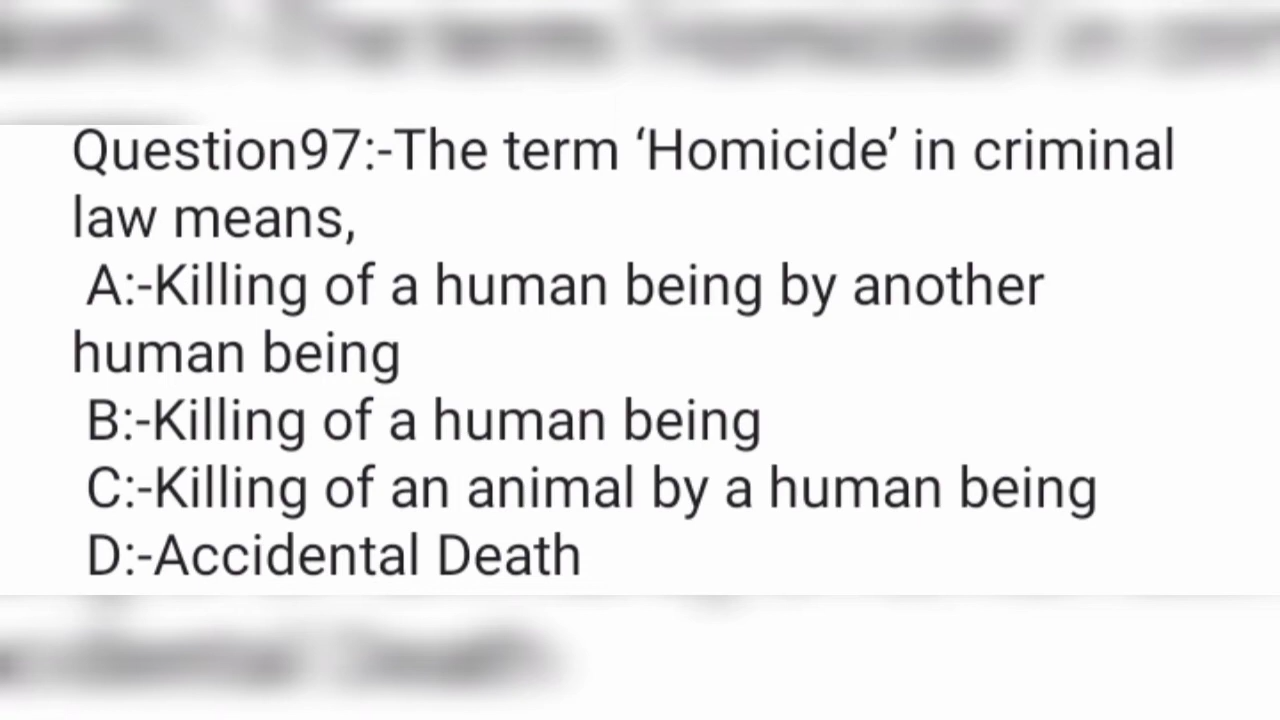 Question97:-The term ‘Homicide’ in criminal
law means,
A:-Killing of a human being by another
human being
B:-Killing of a human being
C:-Killing of an animal by a human being
D:-Accidental Death